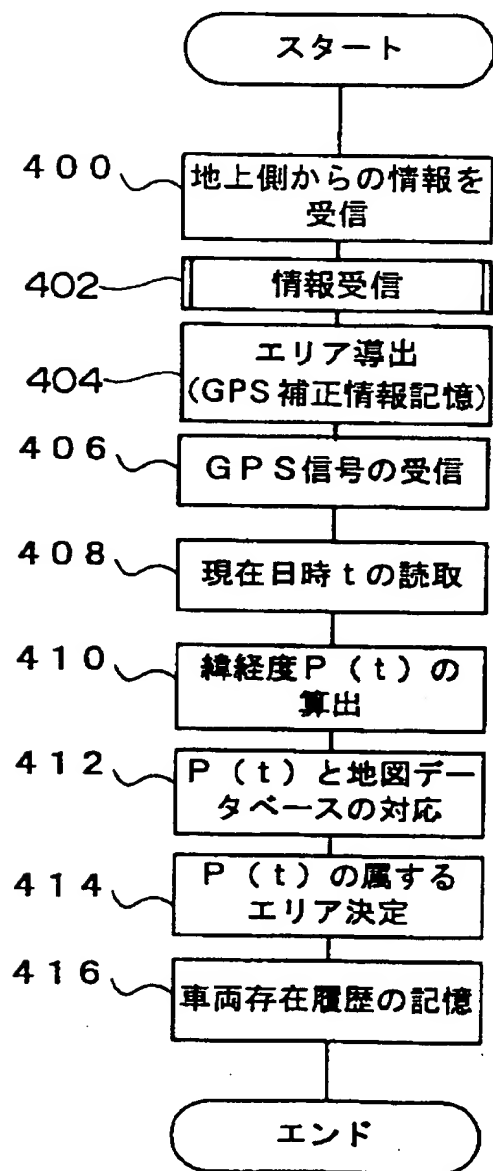 スタート
400
地上側からの情報を
受信
402
情報受信
404
エリア導出
(GPS補正情報記憶)
406
GPS信号の受信
408
現在日時tの読取
410
緯経度P(t)の
算出
412
P(t)と地図デー
タベースの対応
414
P(t)の属する
エリア決定
416
車両存在履歴の記憶
エンド